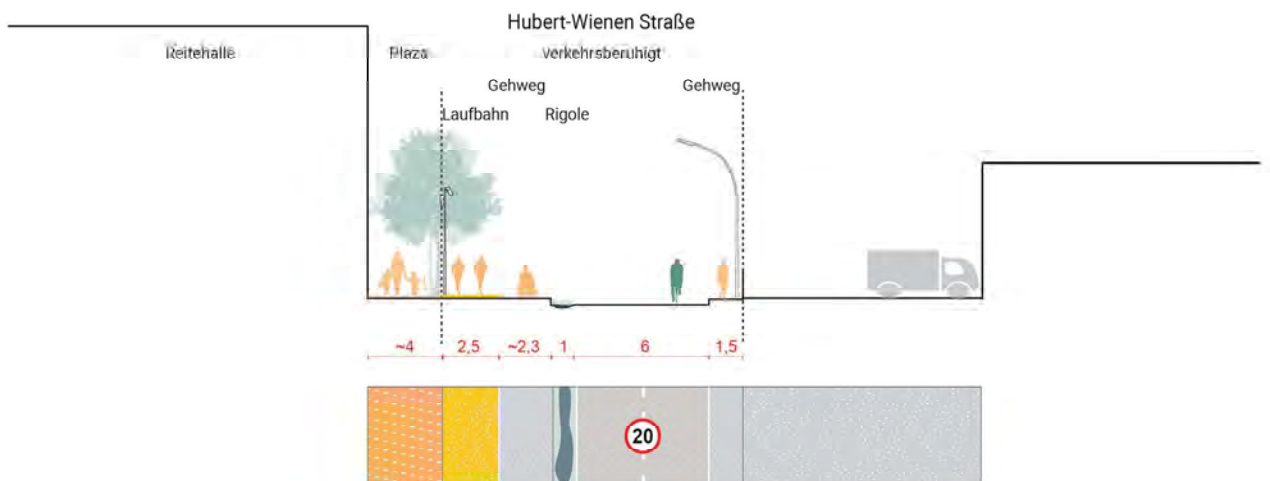 Hubert-Wienen Straße
Reitehalle Plaza verkehrsberuhigt
Gehweg Gehweg
Laufbahn Rigole
~4 2,5 ~2,3 1 6 1,5
20